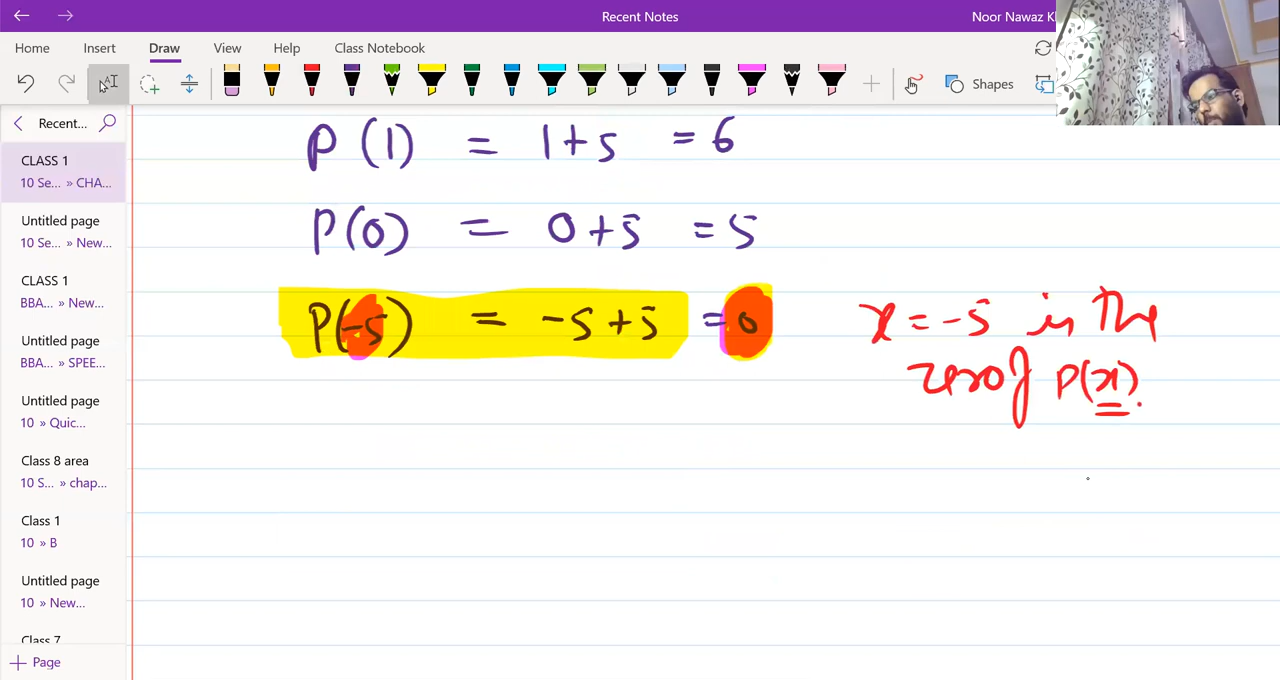 Recent Notes
Noor Nawaz Kh
Home
Insert
Draw
View
Help
Class Notebook
Shapes
Recent...
CLASS 1
10 Se... » CHA...
Untitled page
10 Se... » New...
CLASS 1
BBA... » New...
Untitled page
BBA... » SPEE...
Untitled page
10 » Quic...
Class 8 area
10 S... » chap...
Class 1
10 » B
Untitled page
10 » New...
Class 7
Page
P (1) = 1+5 = 6
P(0) = 0+5 = 5
P(-5) = -5+5 = 0
x = -5 is the
zero of P(x).